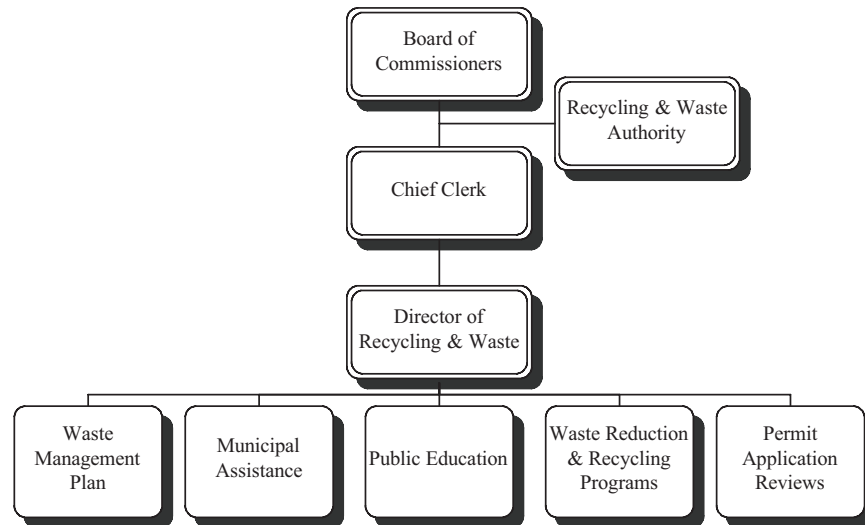 Board of
Commissioners
Recycling & Waste
Authority
Chief Clerk
Director of
Recycling & Waste
Waste
Management
Plan
Municipal
Assistance
Public Education
Waste Reduction
& Recycling
Programs
Permit
Application
Reviews